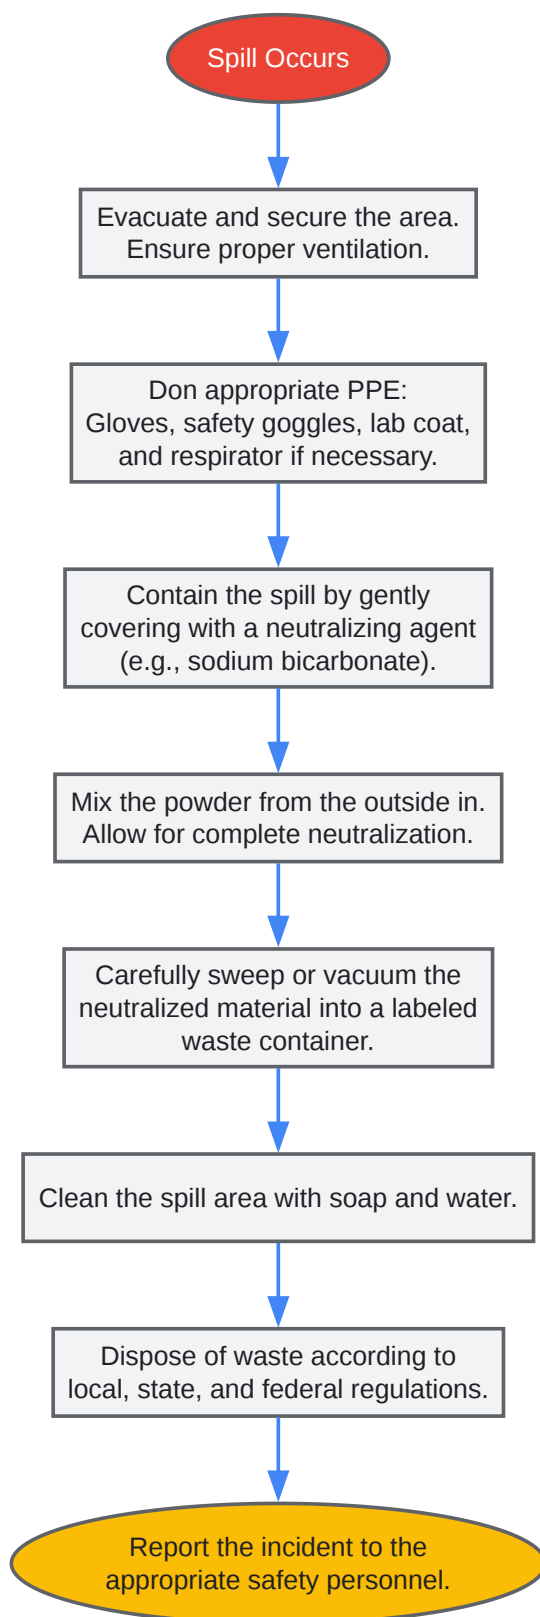 Spill Occurs
Evacuate and secure the area.
Ensure proper ventilation.
Don appropriate PPE:
Gloves, safety goggles, lab coat,
and respirator if necessary.
Contain the spill by gently
covering with a neutralizing agent
(e.g., sodium bicarbonate).
Mix the powder from the outside in.
Allow for complete neutralization.
Carefully sweep or vacuum the
neutralized material into a labeled
waste container.
Clean the spill area with soap and water.
Dispose of waste according to
local, state, and federal regulations.
Report the incident to the
appropriate safety personnel.